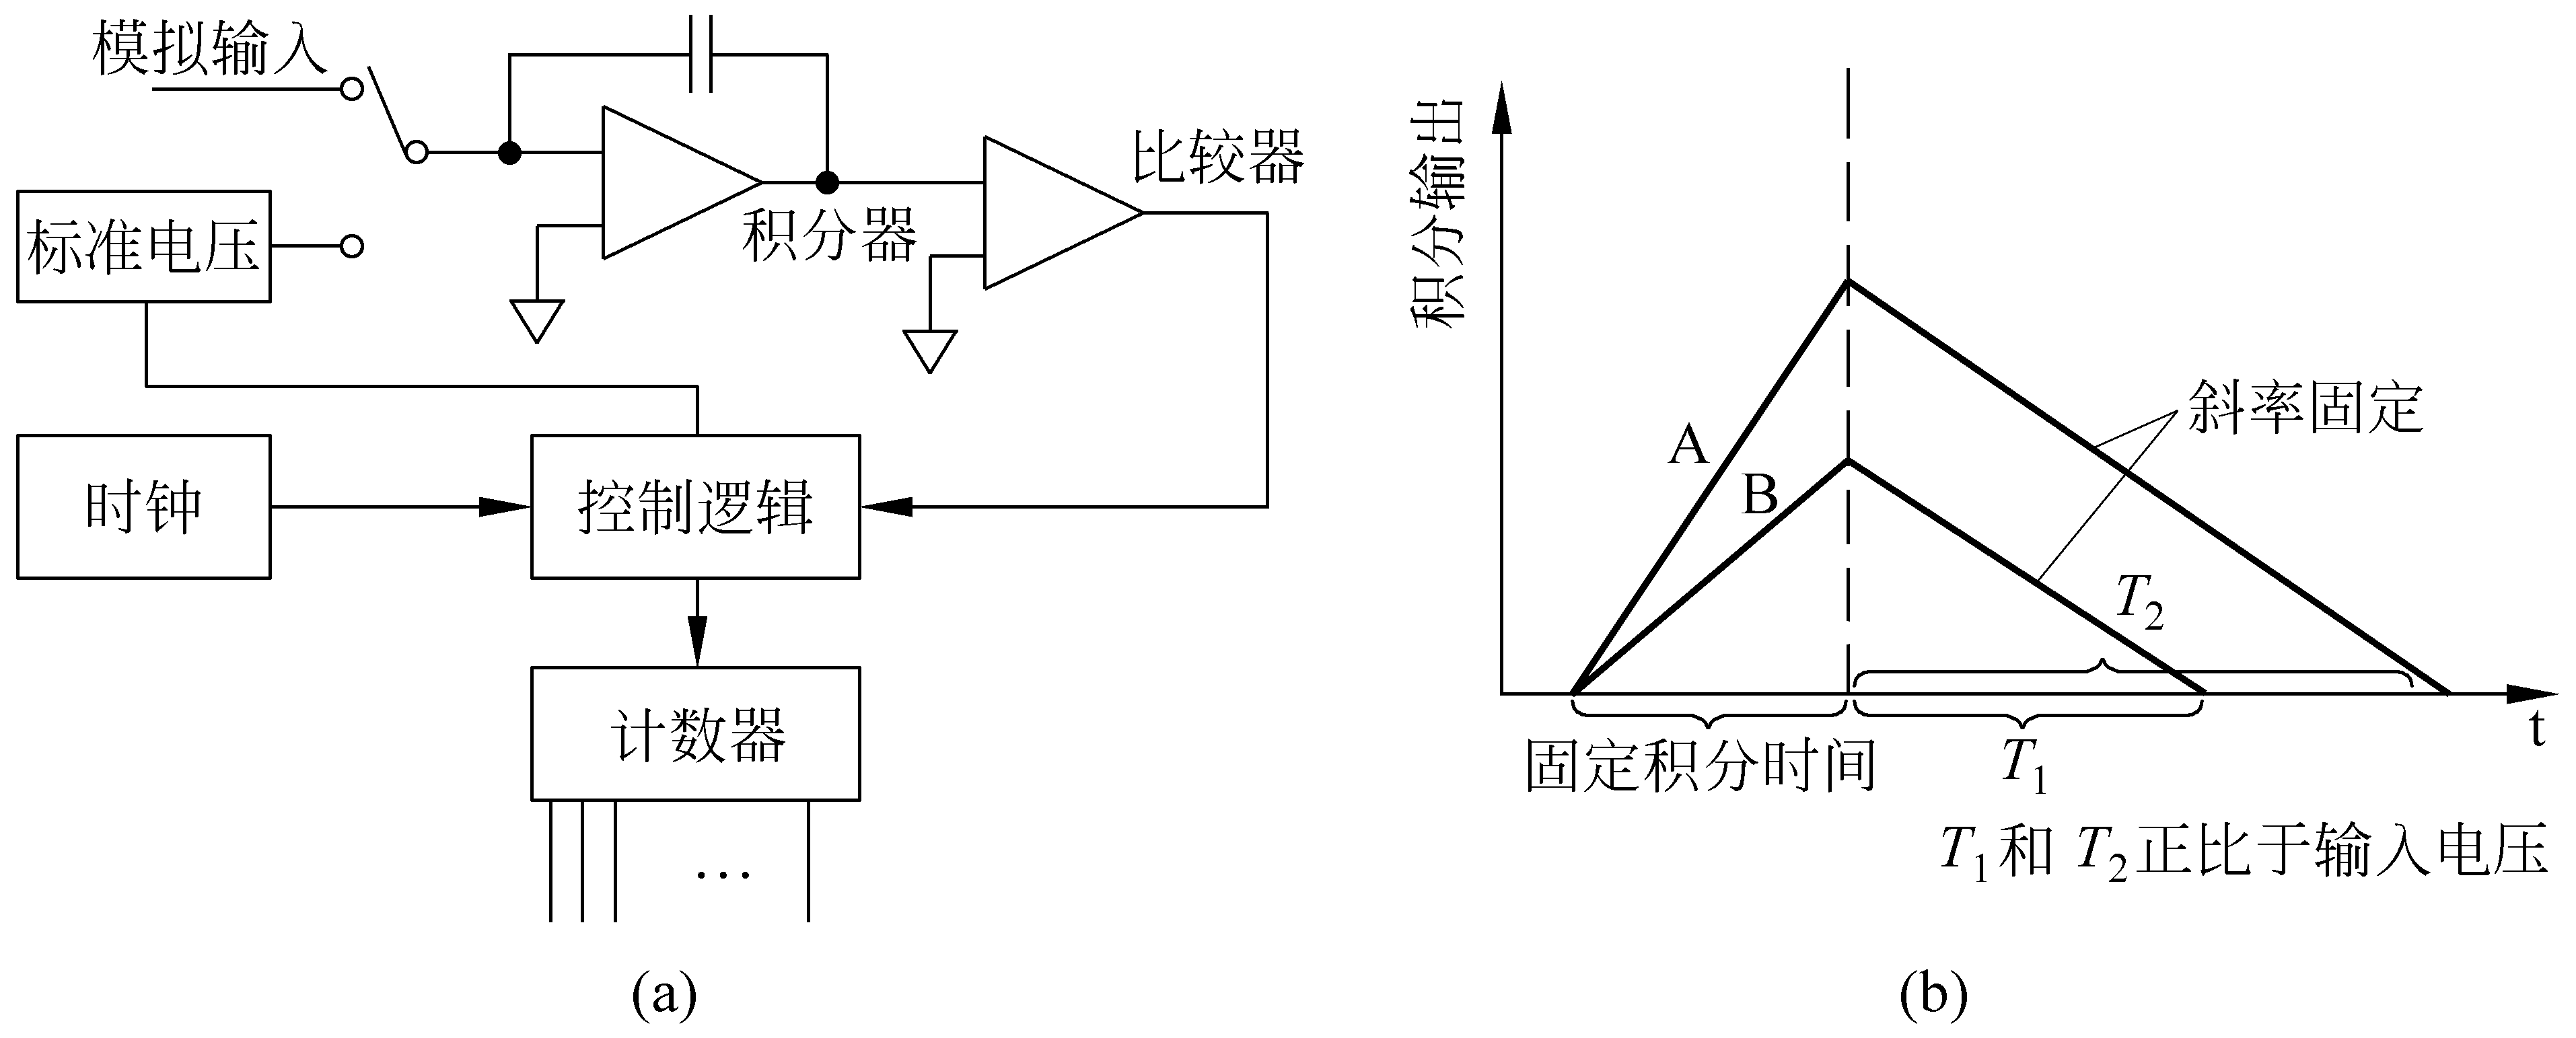 模拟输入
比较器
积分器
标准电压
时钟
控制逻辑
计数器
…
(a)
积分输出
A
B
斜率固定
T2
t
固定积分时间
T1
T1和 T2正比于输入电压
(b)